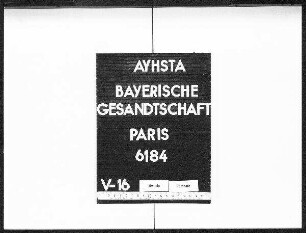 AYHSTA
BAYERISCHE
GESANDTSCHAFT
PARIS
6184
V-16